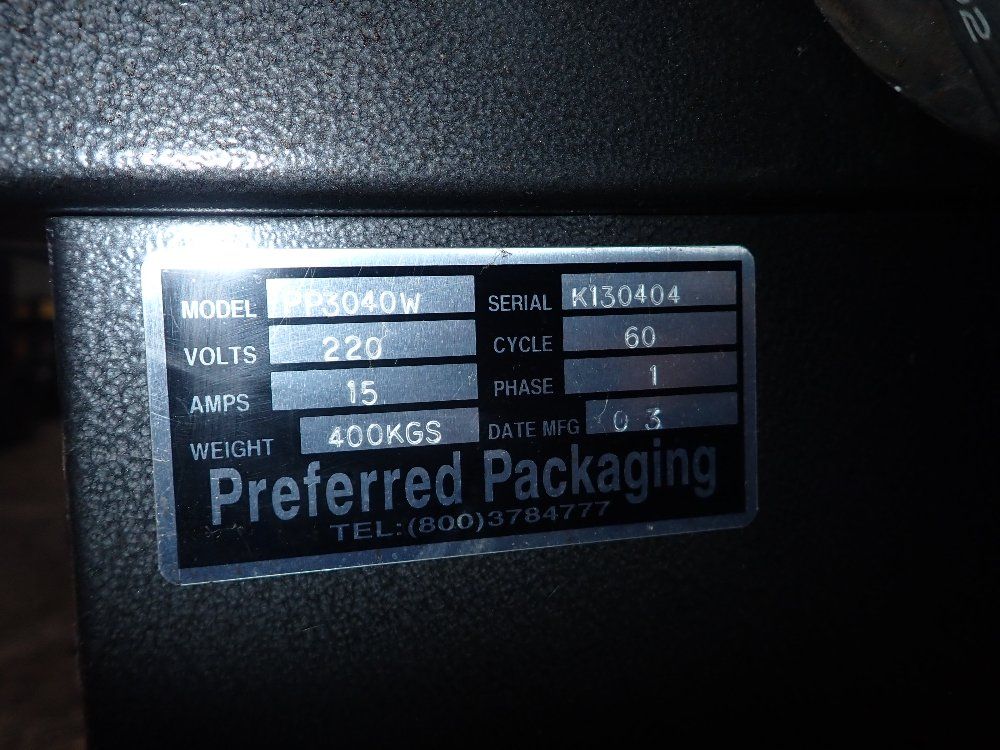 MODEL PP3040W SERIAL K130404
VOLTS 220 CYCLE 60
AMPS 15 PHASE 1
WEIGHT 400KGS DATE MFG 03
Preferred Packaging
TEL:(800)3784777